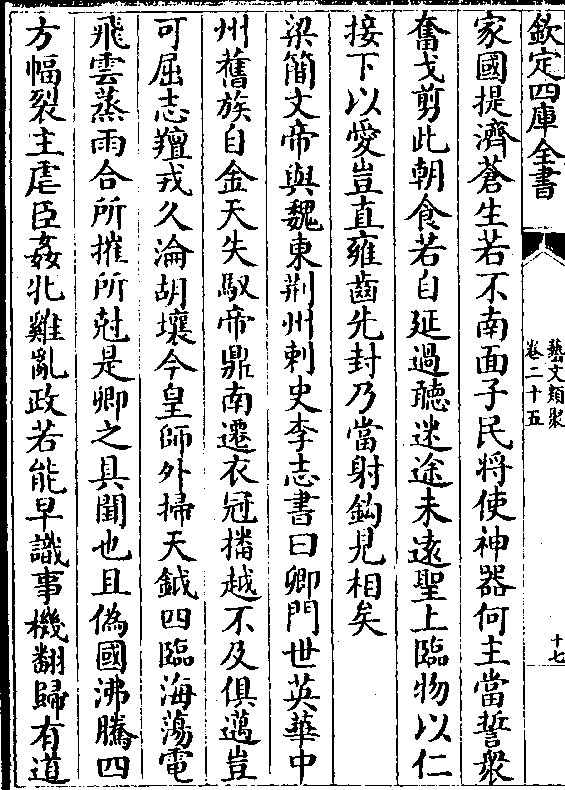 欽定四庫全書
藝文類聚
卷二十五
十七
家國提濟蒼生若不南面子民將使神器何主當誓衆
奮戈剪此朝食若自延過聽迷途未遠聖上臨物以仁
接下以愛豈直雍齒先封乃當射鈎見相矣
梁簡文帝與魏東荆州刺史李志書曰卿門世英華中
州舊族自金天失馭帝鼎南遷衣冠播越不及俱邁豈
可屈志羶戎久淪胡壤今皇師外掃天鉞四臨海蕩電
飛雲蒸雨合所摧所尅是卿之具聞也且偽國沸騰四
方幅裂主虐臣姦牝雞亂政若能早識事機翻歸有道